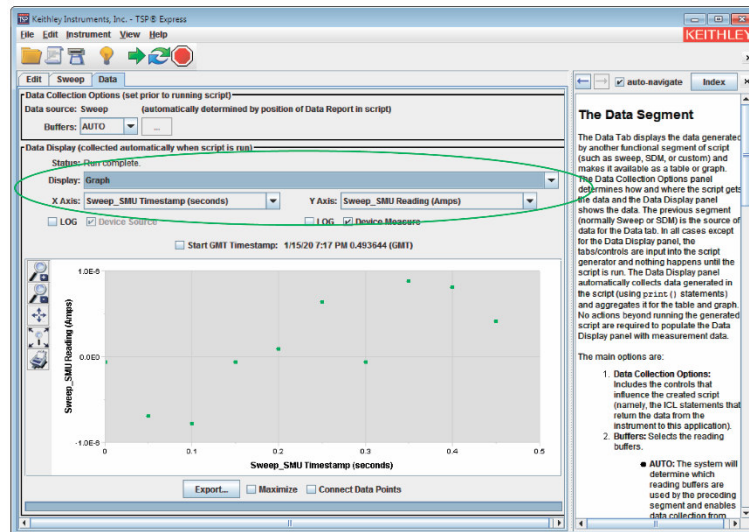 Keithley Instruments, Inc. - TSP® Express
File Edit Instrument View Help
KEITHLEY
Edit Sweep Data
Data Collection Options (set prior to running script)
Data source: Sweep (automatically determined by position of Data Report in script)
Buffers: AUTO ...
Data Display (collected automatically when script is run)
Status: Run complete.
Display: Graph
X Axis: Sweep_SMU Timestamp (seconds) Y Axis: Sweep_SMU Reading (Amps)
LOG Device Source LOG Device Measure
Start GMT Timestamp: 1/15/20 7:17 PM 0.493644 (GMT)
Sweep_SMU Reading (Amps)
1.0E-6
0.0E0
-1.0E-6
0 0.1 0.2 0.3 0.4 0.5
Sweep_SMU Timestamp (seconds)
Export... Maximize Connect Data Points
auto-navigate Index
The Data Segment
The Data Tab displays the data generated
by another functional segment of script
(such as sweep, SDM, or custom) and
makes it available as a table or graph.
The Data Collection Options panel
determines how and where the script gets
the data and the Data Display panel
shows the data. The previous segment
(normally Sweep or SDM) is the source of
data for the Data tab. In all cases except
for the Data Display panel, the
tabs/controls are input into the script
generator and nothing happens until the
script is run. The Data Display panel
automatically collects data generated in
the script (using print() statements)
and aggregates it for the table and graph.
No actions beyond running the generated
script are required to populate the Data
Display panel with measurement data.
The main options are:
1. Data Collection Options:
Includes the controls that
influence the created script
(namely, the ICL statements that
return the data from the
instrument to this application).
2. Buffers: Selects the reading
buffers.
● AUTO: The system will
determine which
reading buffers are
used by the preceding
segment and enables
data collection from